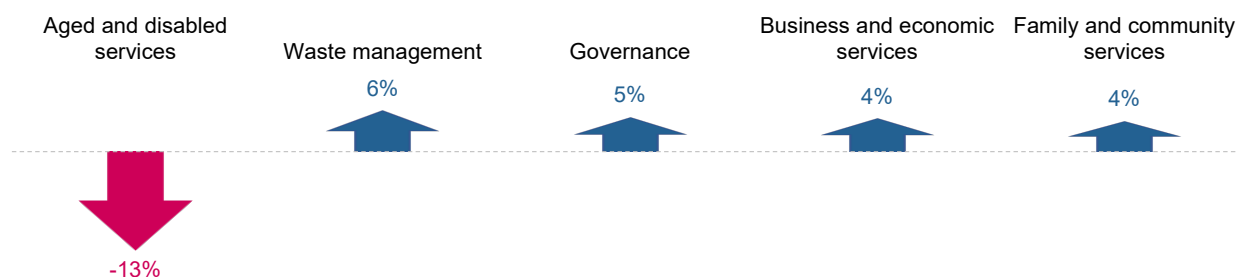 Aged and disabled
services
-13%
Waste management
6%
Governance
5%
Business and economic
services
4%
Family and community
services
4%